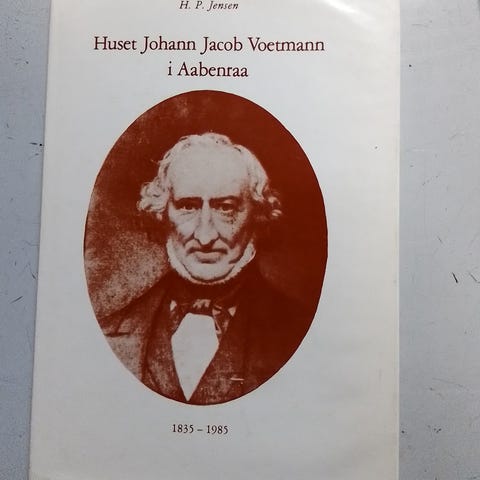 H. P. Jensen
Huset Johann Jacob Voetmann
i Aabenraa
1835 – 1985